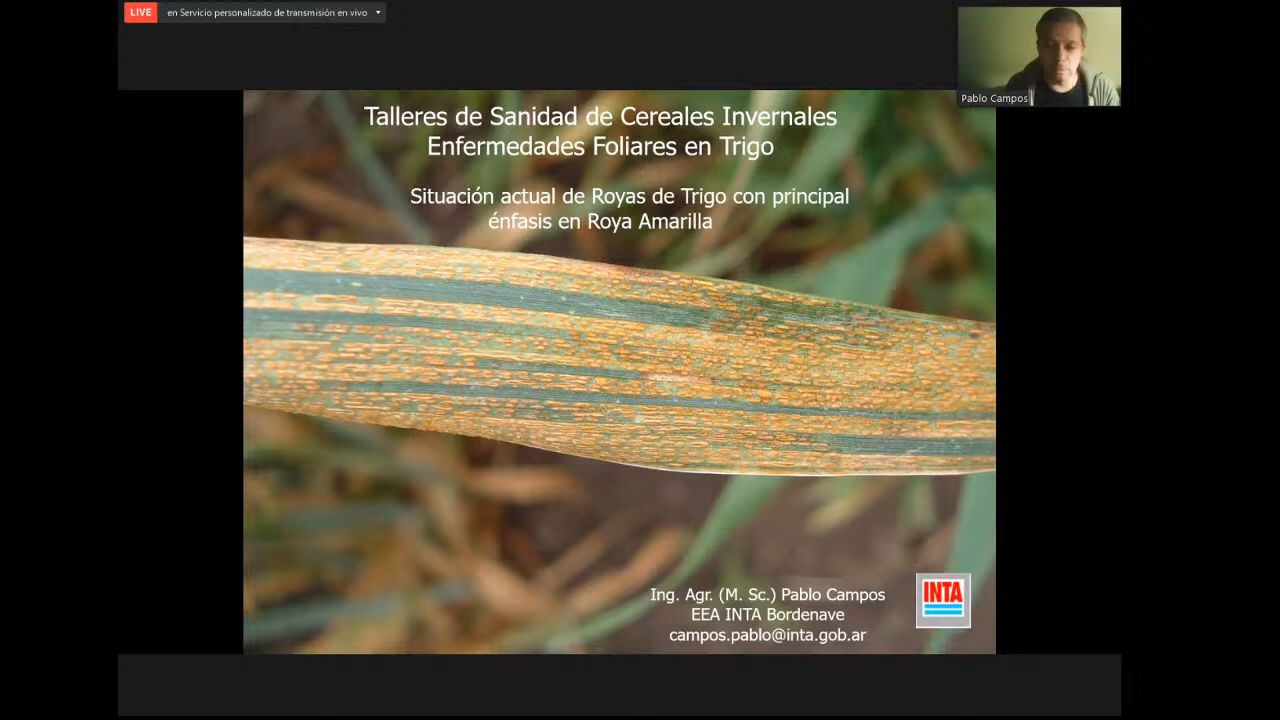 LIVE
en Servicio personalizado de transmisión en vivo
Pablo Campos
Talleres de Sanidad de Cereales Invernales
Enfermedades Foliares en Trigo
Situación actual de Royas de Trigo con principal
énfasis en Roya Amarilla
Ing. Agr. (M. Sc.) Pablo Campos
EEA INTA Bordenave
campos.pablo@inta.gob.ar
INTA